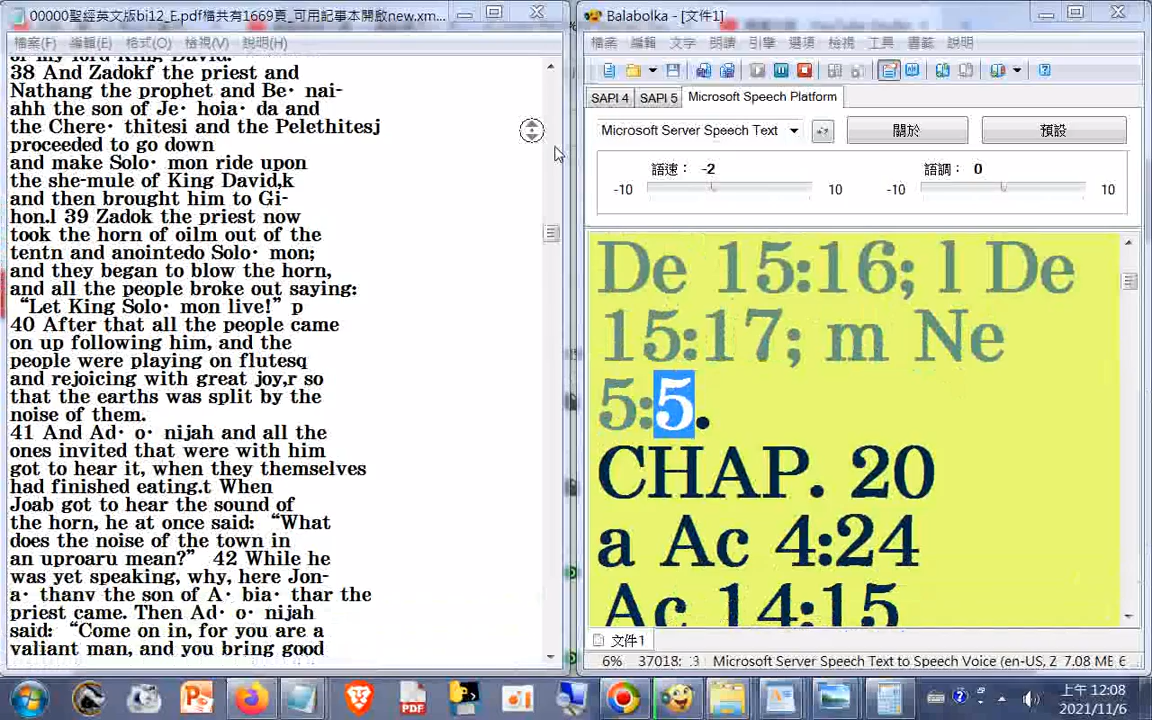 00000聖經英文版bi12_E.pdf檔共有1669頁_可用記事本開啟new.xm...
檔案(F) 編輯(E) 格式(O) 檢視(V) 說明(H)
of my lord King David.
38 And Zadokf the priest and
Nathang the prophet and Be· nai-
ahh the son of Je· hoia· da and
the Chere· thitesi and the Pelethitesj
proceeded to go down
and make Solo· mon ride upon
the she-mule of King David,k
and then brought him to Gi-
hon.l 39 Zadok the priest now
took the horn of oilm out of the
tentn and anointedo Solo· mon;
and they began to blow the horn,
and all the people broke out saying:
“Let King Solo· mon live!” p
40 After that all the people came
on up following him, and the
people were playing on flutesq
and rejoicing with great joy,r so
that the earths was split by the
noise of them.
41 And Ad· o· nijah and all the
ones invited that were with him
got to hear it, when they themselves
had finished eating.t When
Joab got to hear the sound of
the horn, he at once said: “What
does the noise of the town in
an uproaru mean?” 42 While he
was yet speaking, why, here Jon-
a· thanv the son of A· bia· thar the
priest came. Then Ad· o· nijah
said: “Come on in, for you are a
valiant man, and you bring good
Balabolka - [文件1]
檔案 編輯 文字 朗讀 引擎 選項 檢視 工具 書籤 說明
SAPI 4 SAPI 5 Microsoft Speech Platform
Microsoft Server Speech Text 關於 預設
語速： -2 語調： 0
-10 10 -10 10
De 15:16; l De
15:17; m Ne
5:5.
CHAP. 20
a Ac 4:24
Ac 14:15
文件1
6% 37018: Microsoft Server Speech Text to Speech Voice (en-US, Z 7.08 MB
上午 12:08
2021/11/6